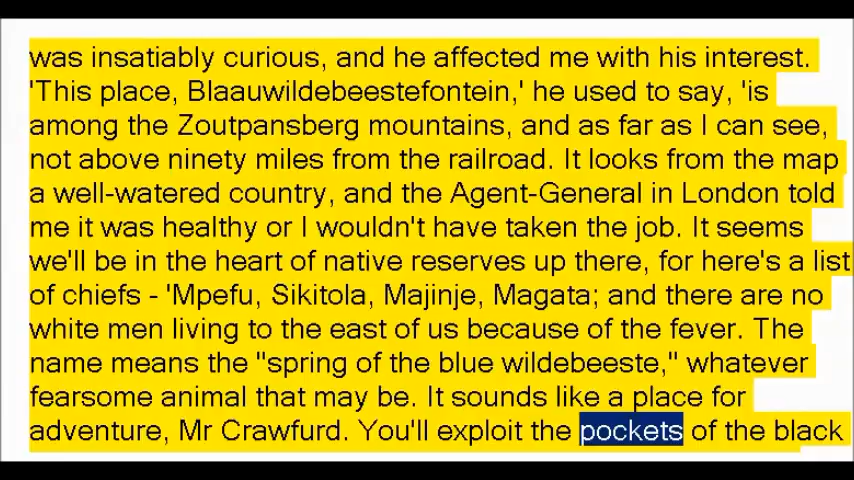 was insatiably curious, and he affected me with his interest.
'This place, Blaauwildebeestefontein,' he used to say, 'is
among the Zoutpansberg mountains, and as far as I can see,
not above ninety miles from the railroad. It looks from the map
a well-watered country, and the Agent-General in London told
me it was healthy or I wouldn't have taken the job. It seems
we'll be in the heart of native reserves up there, for here's a list
of chiefs - 'Mpefu, Sikitola, Majinje, Magata; and there are no
white men living to the east of us because of the fever. The
name means the "spring of the blue wildebeeste," whatever
fearsome animal that may be. It sounds like a place for
adventure, Mr Crawfurd. You'll exploit the pockets of the black